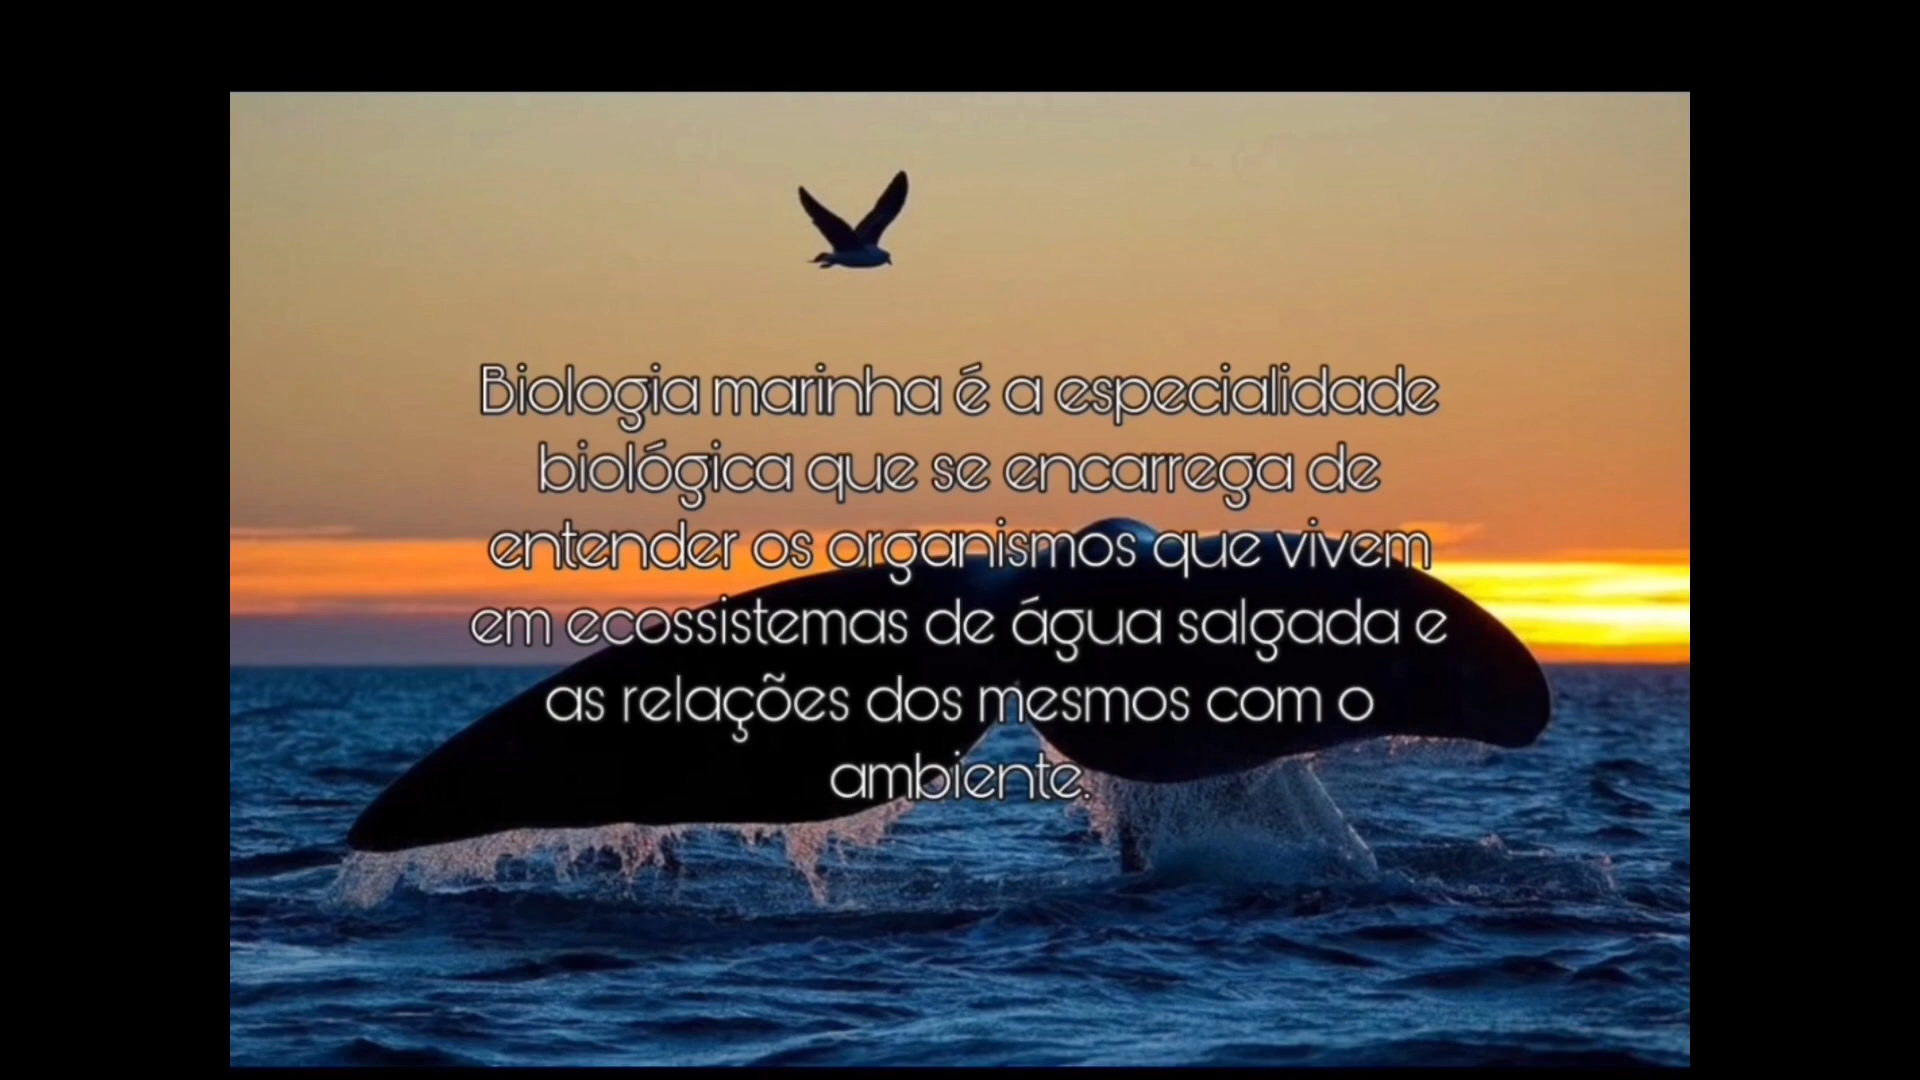 Biologia marinha é a especialidade
biológica que se encarrega de
entender os organismos que vivem
em ecossistemas de água salgada e
as relações dos mesmos com o
ambiente.